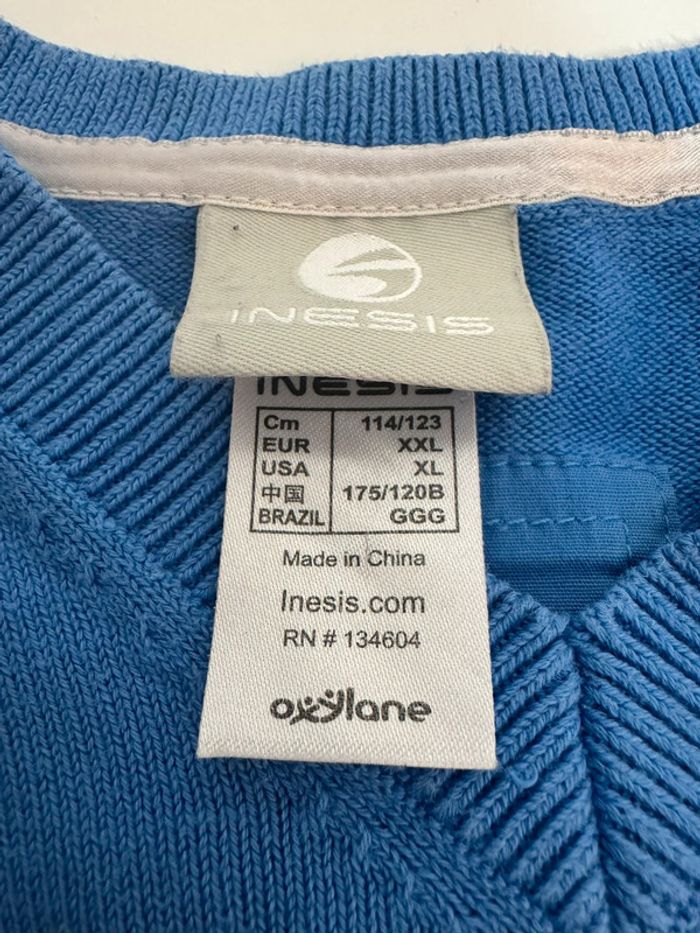 INESIS
INESIS
Cm 114/123
EUR XXL
USA XL
中国 175/120B
BRAZIL GGG
Made in China
Inesis.com
RN # 134604
oxylane